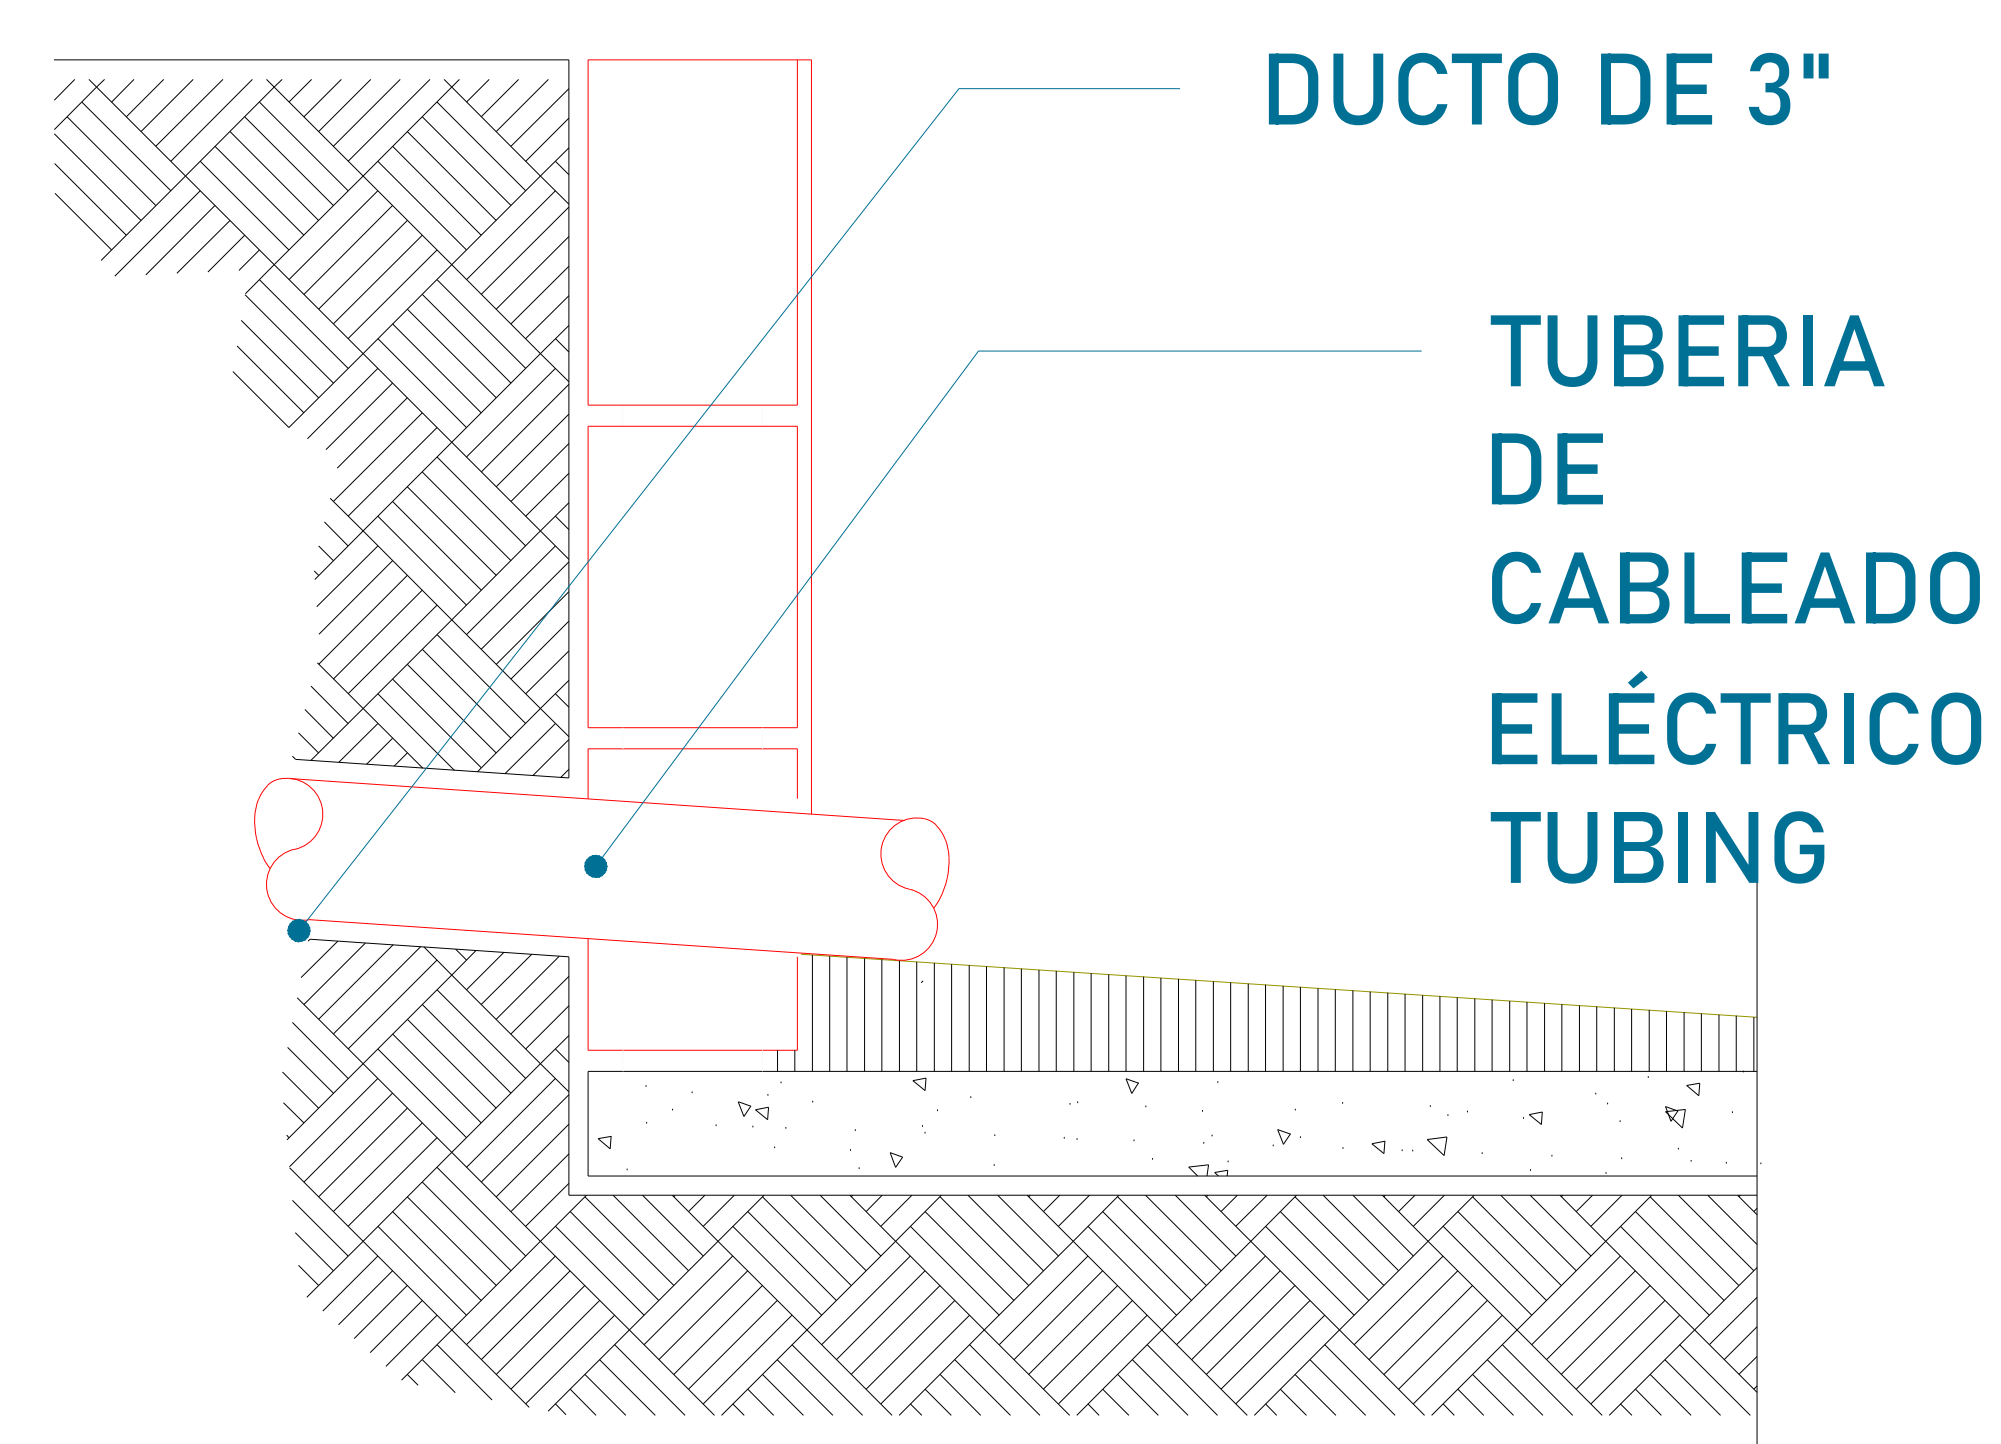 DUCTO DE 3"
TUBERIA
DE
CABLEADO
ELÉCTRICO
TUBING